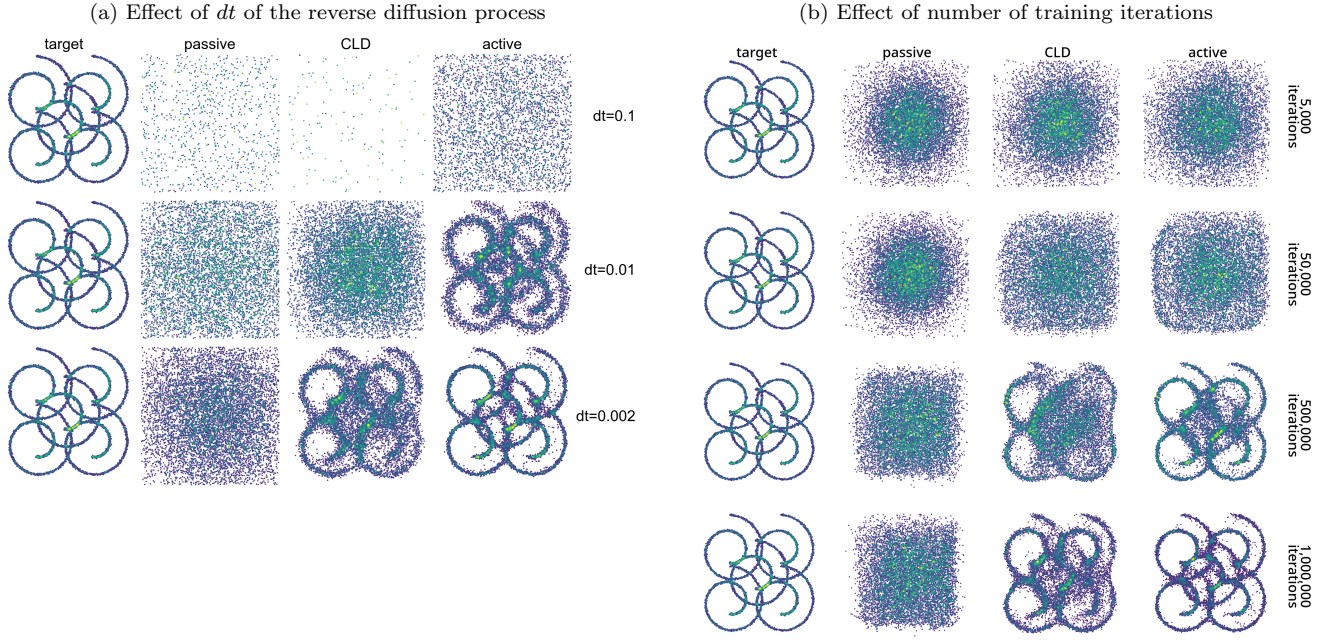 (a) Effect of dt of the reverse diffusion process
target passive CLD active
dt=0.1
dt=0.01
dt=0.002
(b) Effect of number of training iterations
target passive CLD active
5,000
iterations
50,000
iterations
500,000
iterations
1,000,000
iterations